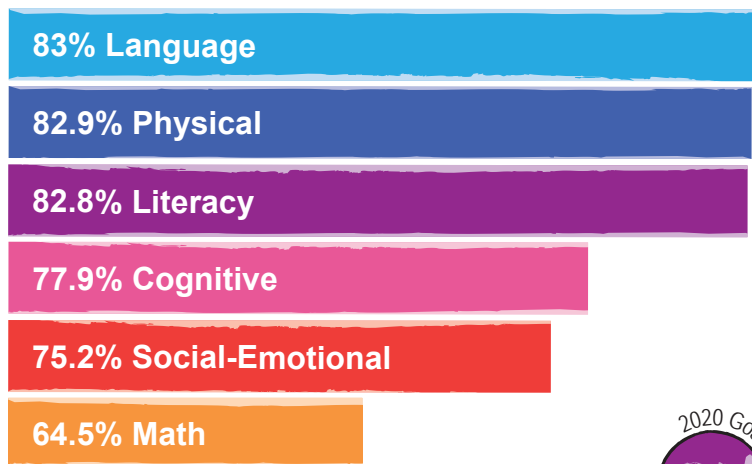 83% Language
82.9% Physical
82.8% Literacy
77.9% Cognitive
75.2% Social-Emotional
64.5% Math
2020